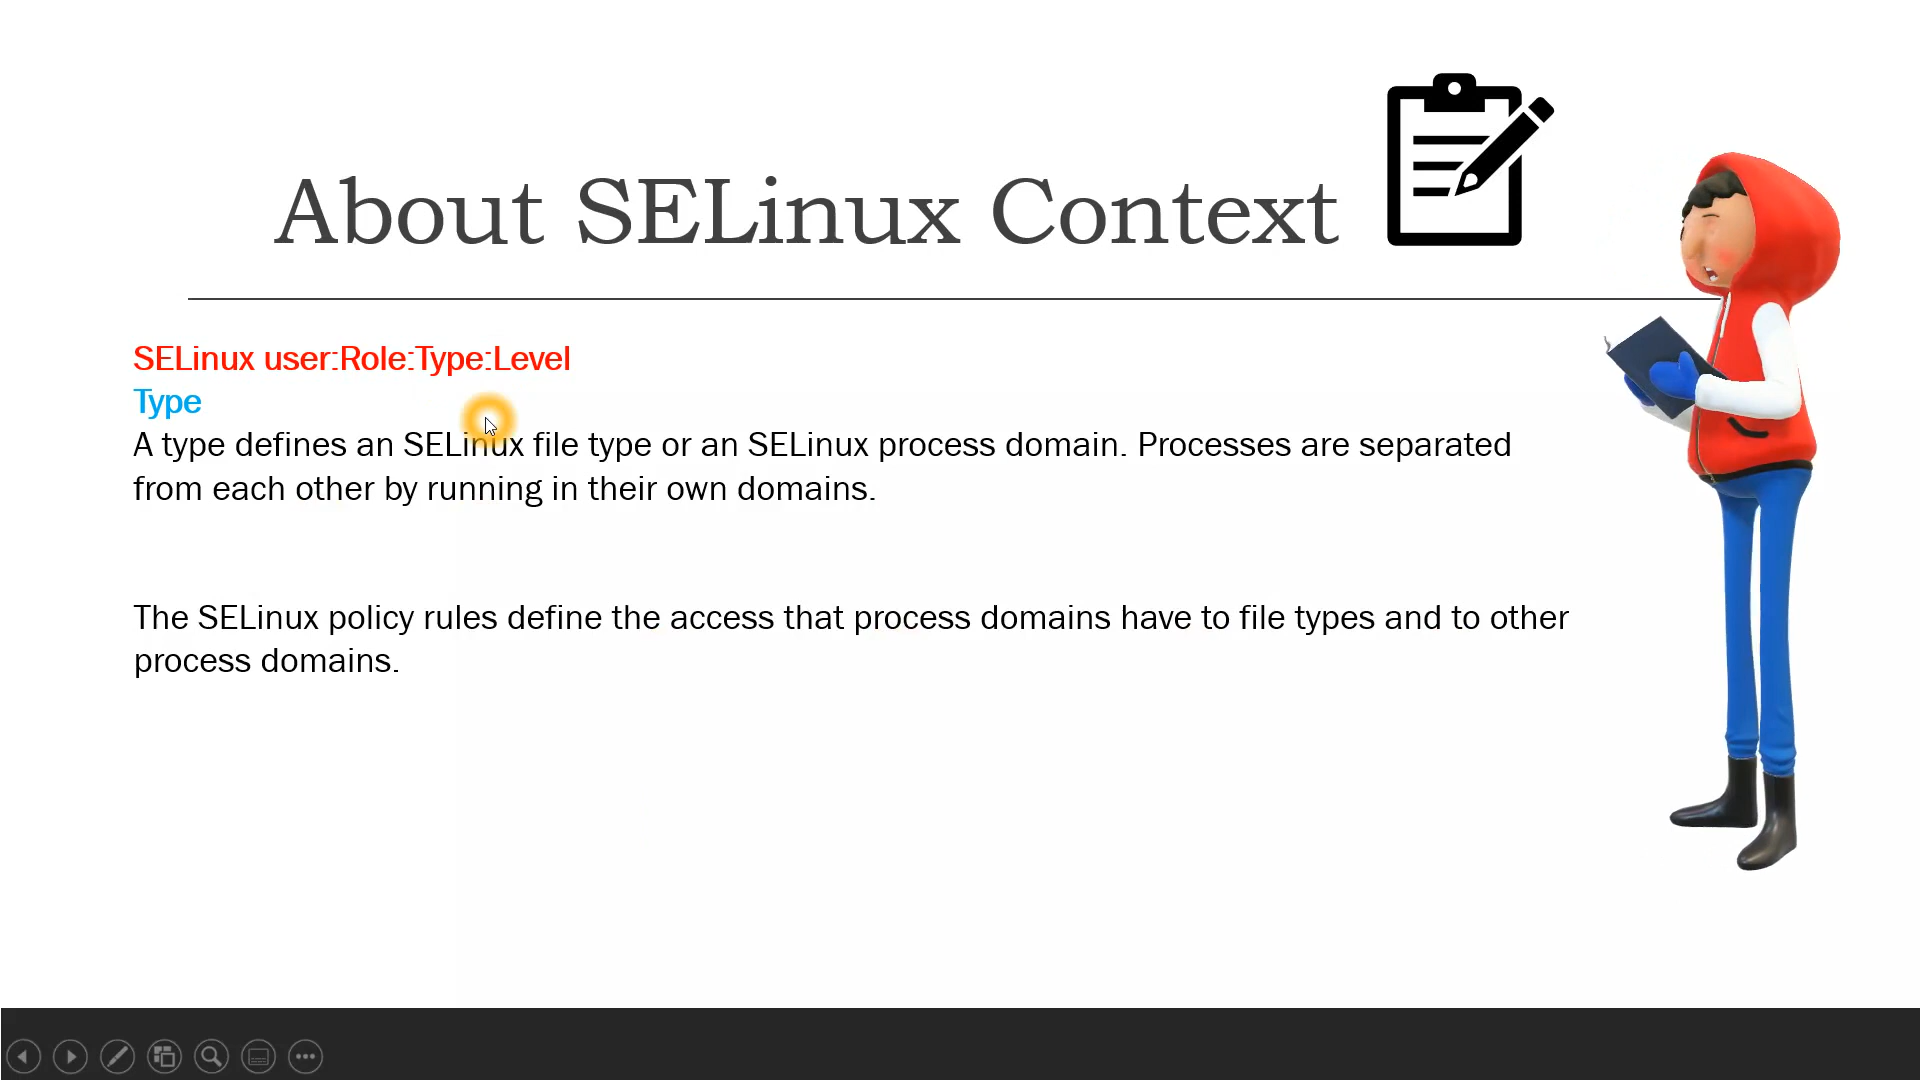 About SELinux Context
SELinux user:Role:Type:Level
Type
A type defines an SELinux file type or an SELinux process domain. Processes are separated
from each other by running in their own domains.
The SELinux policy rules define the access that process domains have to file types and to other
process domains.